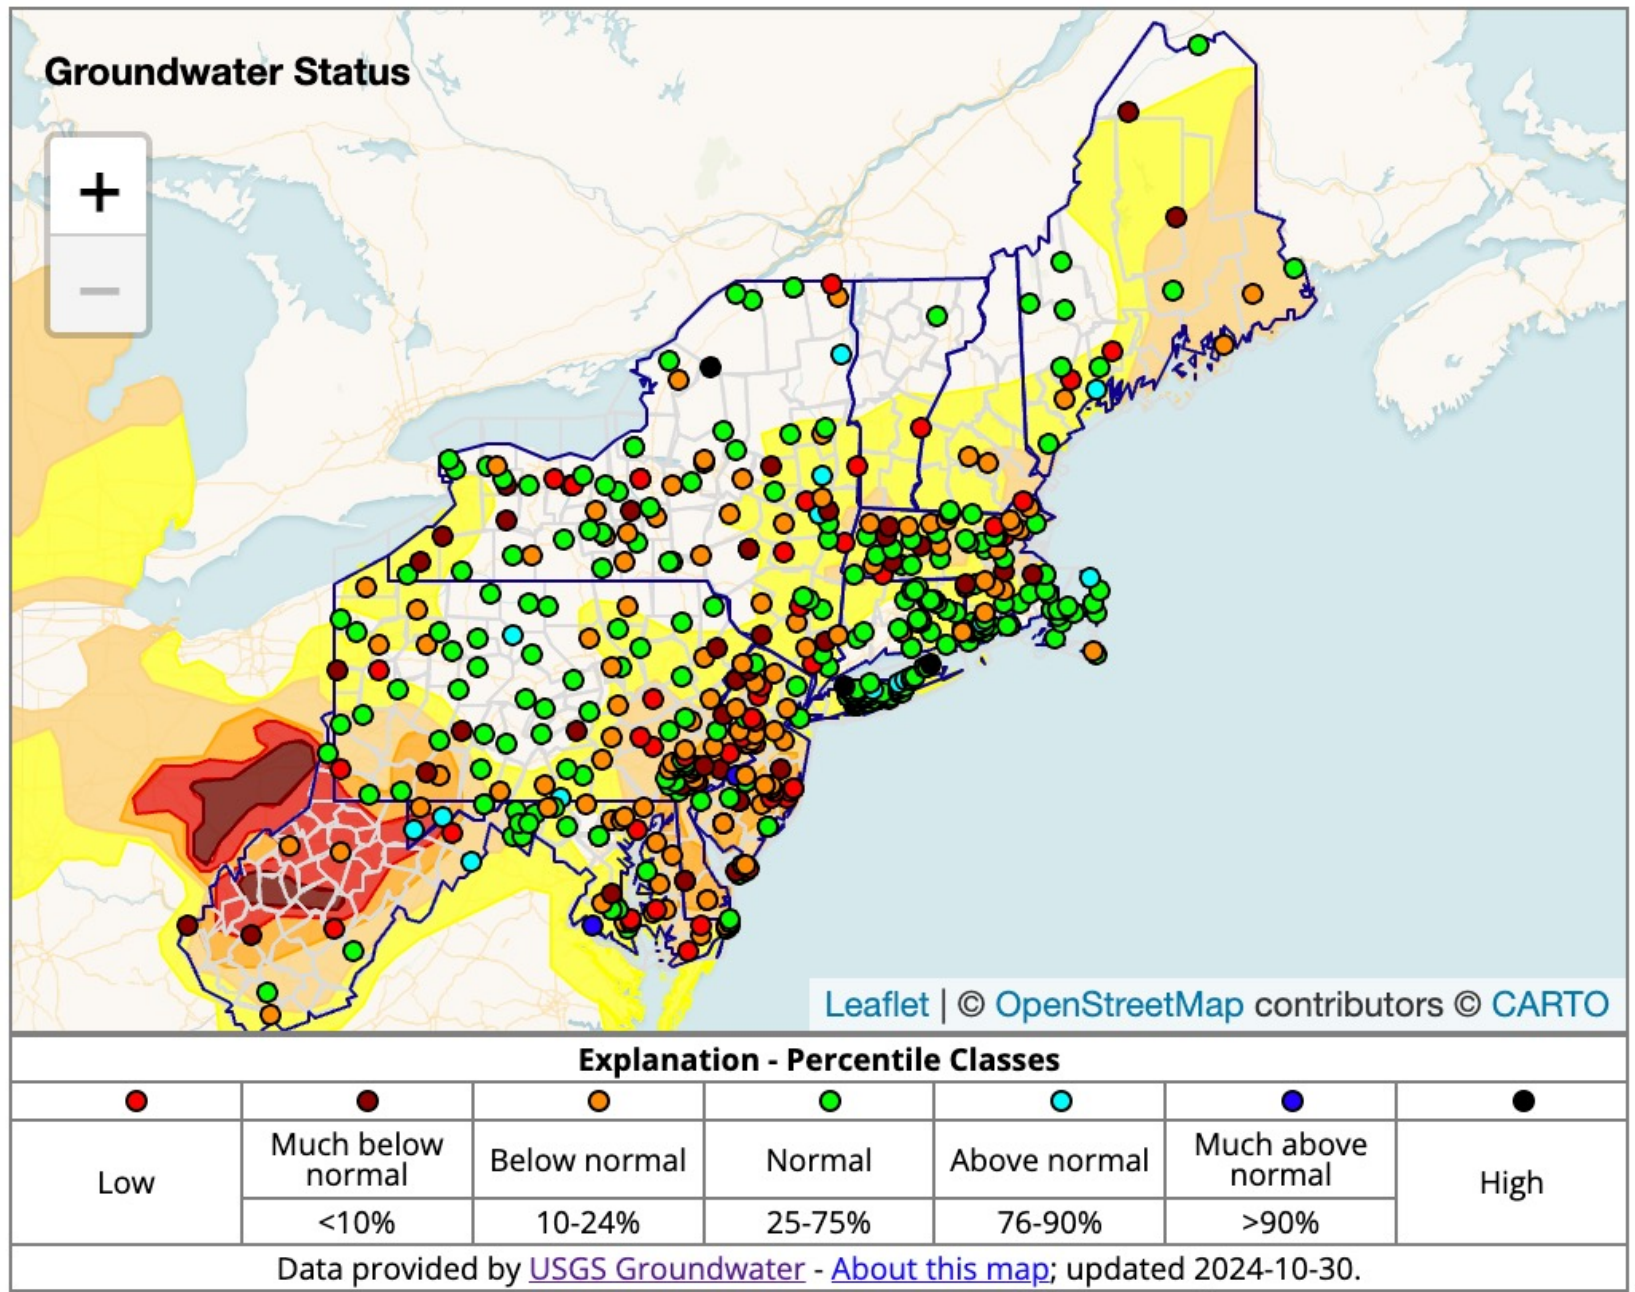 Groundwater Status
+
−
Leaflet | © OpenStreetMap contributors © CARTO
Explanation - Percentile Classes
Low
Much below normal
Below normal
Normal
Above normal
Much above normal
High
<10%
10-24%
25-75%
76-90%
>90%
Data provided by USGS Groundwater - About this map; updated 2024-10-30.